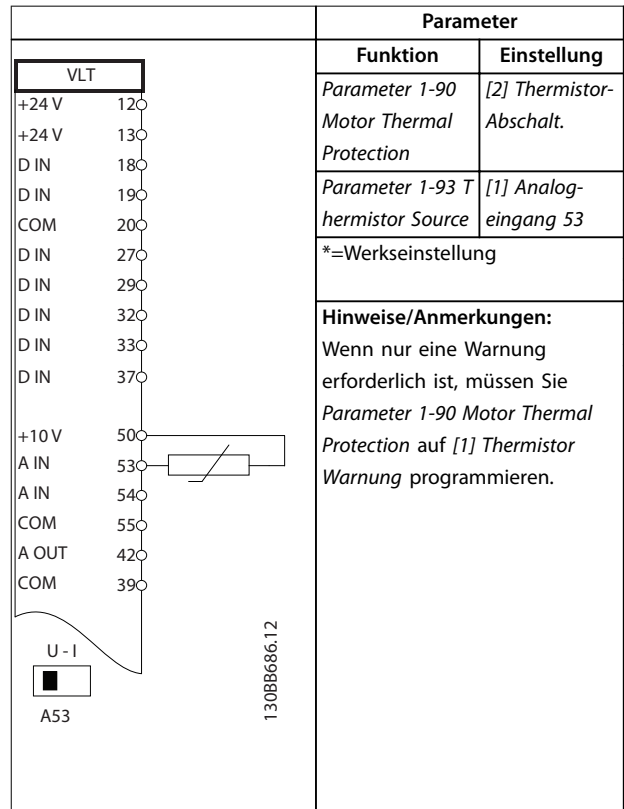 VLT
+24 V 12
+24 V 13
D IN 18
D IN 19
COM 20
D IN 27
D IN 29
D IN 32
D IN 33
D IN 37
+10 V 50
A IN 53
A IN 54
COM 55
A OUT 42
COM 39
U - I
A53
130BB686.12
Parameter
Funktion Einstellung
Parameter 1-90 [2] Thermistor-
Motor Thermal Abschalt.
Protection
Parameter 1-93 T [1] Analog-
hermistor Source eingang 53
*=Werkseinstellung
Hinweise/Anmerkungen:
Wenn nur eine Warnung
erforderlich ist, müssen Sie
Parameter 1-90 Motor Thermal
Protection auf [1] Thermistor
Warnung programmieren.